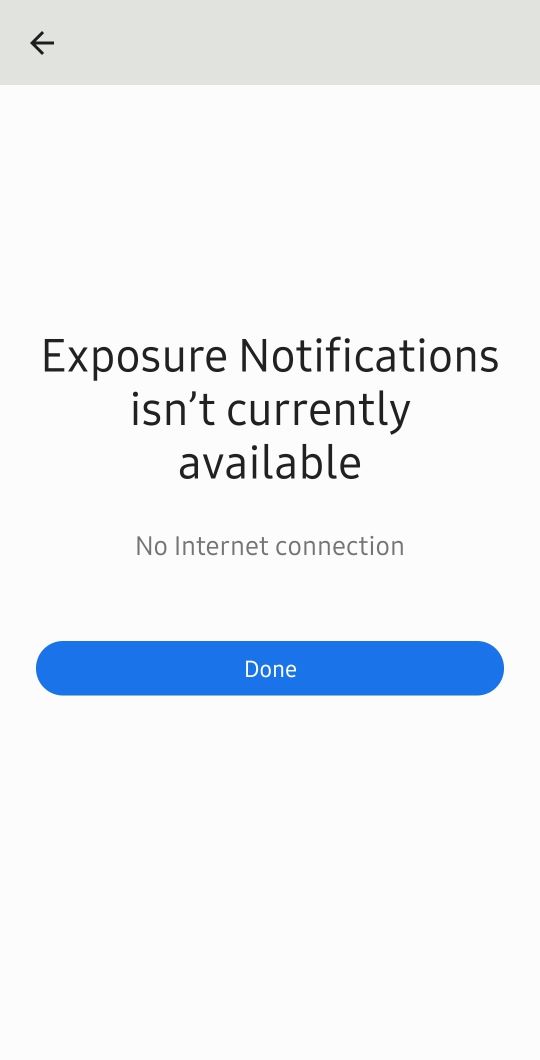 Exposure Notifications
isn’t currently
available
No Internet connection
Done